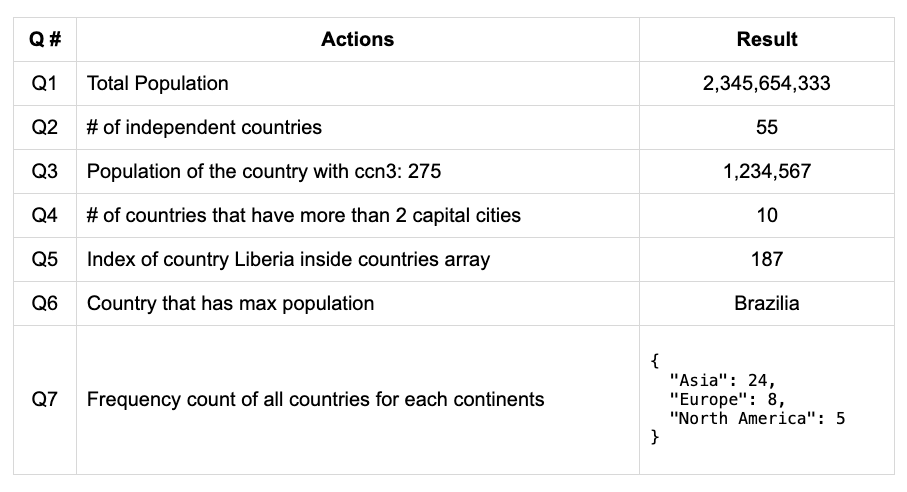 Q # Actions Result
Q1 Total Population 2,345,654,333
Q2 # of independent countries 55
Q3 Population of the country with ccn3: 275 1,234,567
Q4 # of countries that have more than 2 capital cities 10
Q5 Index of country Liberia inside countries array 187
Q6 Country that has max population Brazilia
Q7 Frequency count of all countries for each continents
{
"Asia": 24,
"Europe": 8,
"North America": 5
}